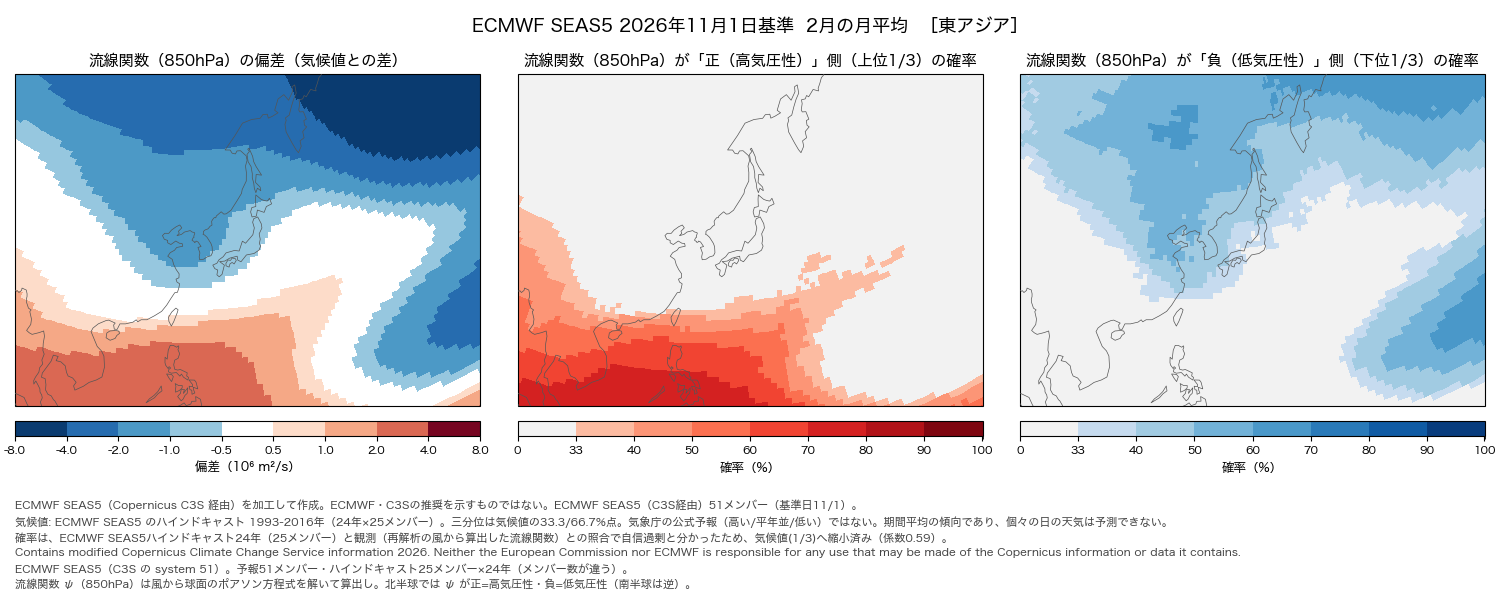 ECMWF SEAS5 2026年11月1日基準 2月の月平均 ［東アジア］
流線関数（850hPa）の偏差（気候値との差）
流線関数（850hPa）が「正（高気圧性）」側（上位1/3）の確率
流線関数（850hPa）が「負（低気圧性）」側（下位1/3）の確率
-8.0 -4.0 -2.0 -1.0 -0.5 0.5 1.0 2.0 4.0 8.0
偏差（10⁶ m²/s）
0 33 40 50 60 70 80 90 100
確率（%）
0 33 40 50 60 70 80 90 100
確率（%）
ECMWF SEAS5（Copernicus C3S 経由）を加工して作成。ECMWF・C3Sの推奨を示すものではない。ECMWF SEAS5（C3S経由）51メンバー（基準日11/1）。
気候値: ECMWF SEAS5 のハインドキャスト 1993-2016年（24年×25メンバー）。三分位は気候値の33.3/66.7%点。気象庁の公式予報（高い/平年並/低い）ではない。期間平均の傾向であり、個々の日の天気は予測できない。
確率は、ECMWF SEAS5ハインドキャスト24年（25メンバー）と観測（再解析の風から算出した流線関数）との照合で自信過剰と分かったため、気候値(1/3)へ縮小済み（係数0.59）。
Contains modified Copernicus Climate Change Service information 2026. Neither the European Commission nor ECMWF is responsible for any use that may be made of the Copernicus information or data it contains.
ECMWF SEAS5（C3S の system 51）。予報51メンバー・ハインドキャスト25メンバー×24年（メンバー数が違う）。
流線関数 ψ（850hPa）は風から球面のポアソン方程式を解いて算出し。北半球では ψ が正=高気圧性・負=低気圧性（南半球は逆）。